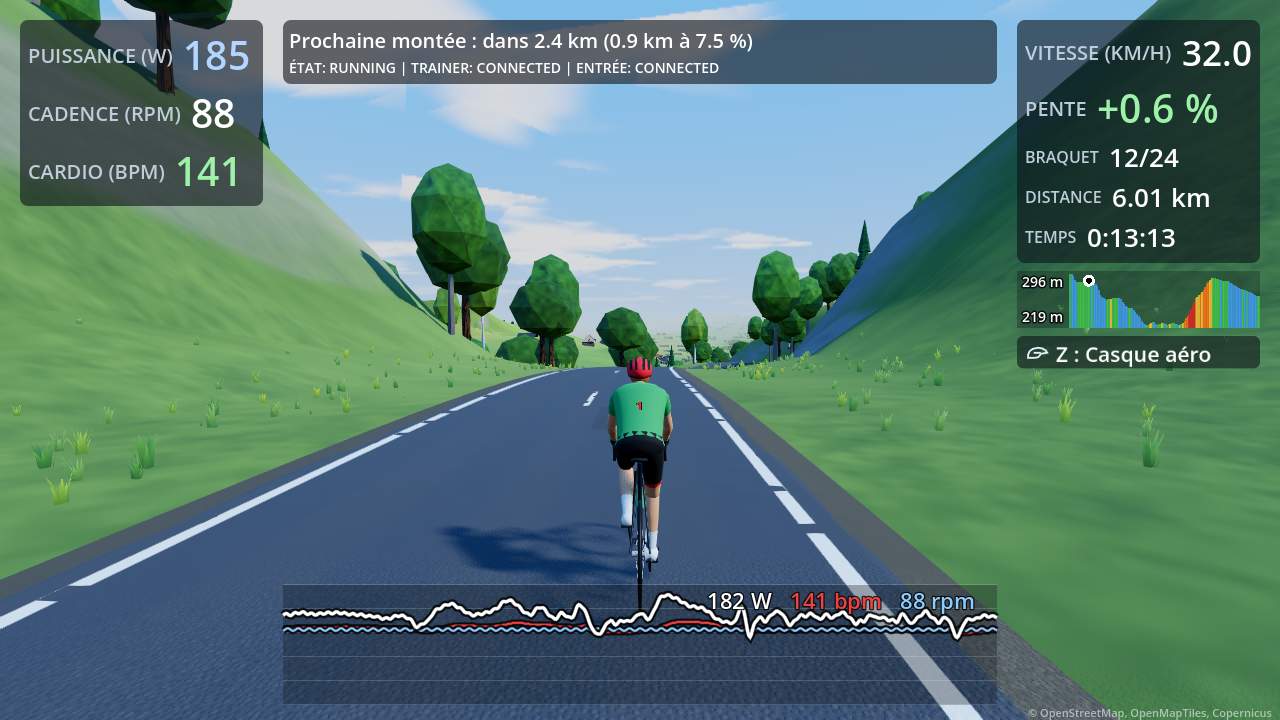 PUISSANCE (W) 185
CADENCE (RPM) 88
CARDIO (BPM) 141
Prochaine montée : dans 2.4 km (0.9 km à 7.5 %)
ÉTAT: RUNNING | TRAINER: CONNECTED | ENTRÉE: CONNECTED
VITESSE (KM/H) 32.0
PENTE +0.6 %
BRAQUET 12/24
DISTANCE 6.01 km
TEMPS 0:13:13
296 m
219 m
Z : Casque aéro
1
182 W 141 bpm 88 rpm
© OpenStreetMap, OpenMapTiles, Copernicus